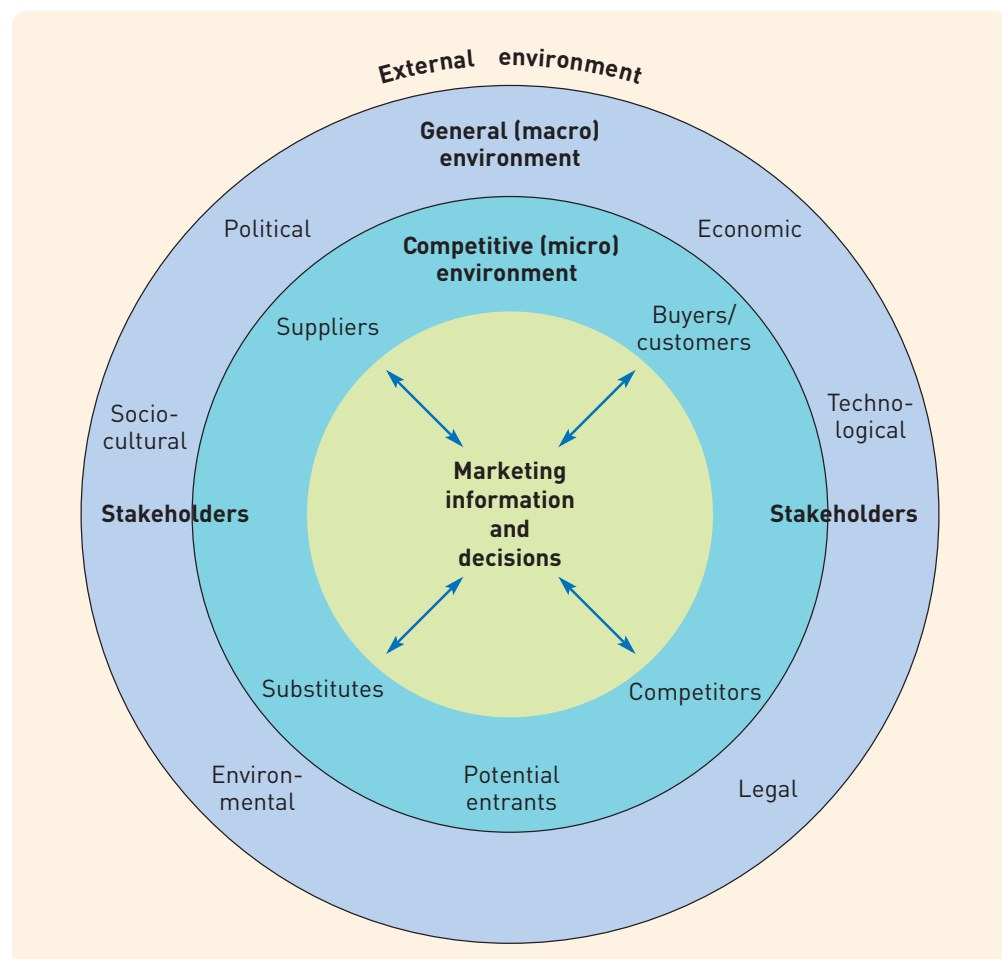 External environment
General (macro)
environment
Political
Economic
Competitive (micro)
environment
Suppliers
Buyers/
customers
Socio-
cultural
Techno-
logical
Stakeholders
Stakeholders
Marketing
information
and
decisions
Substitutes
Competitors
Environ-
mental
Potential
entrants
Legal